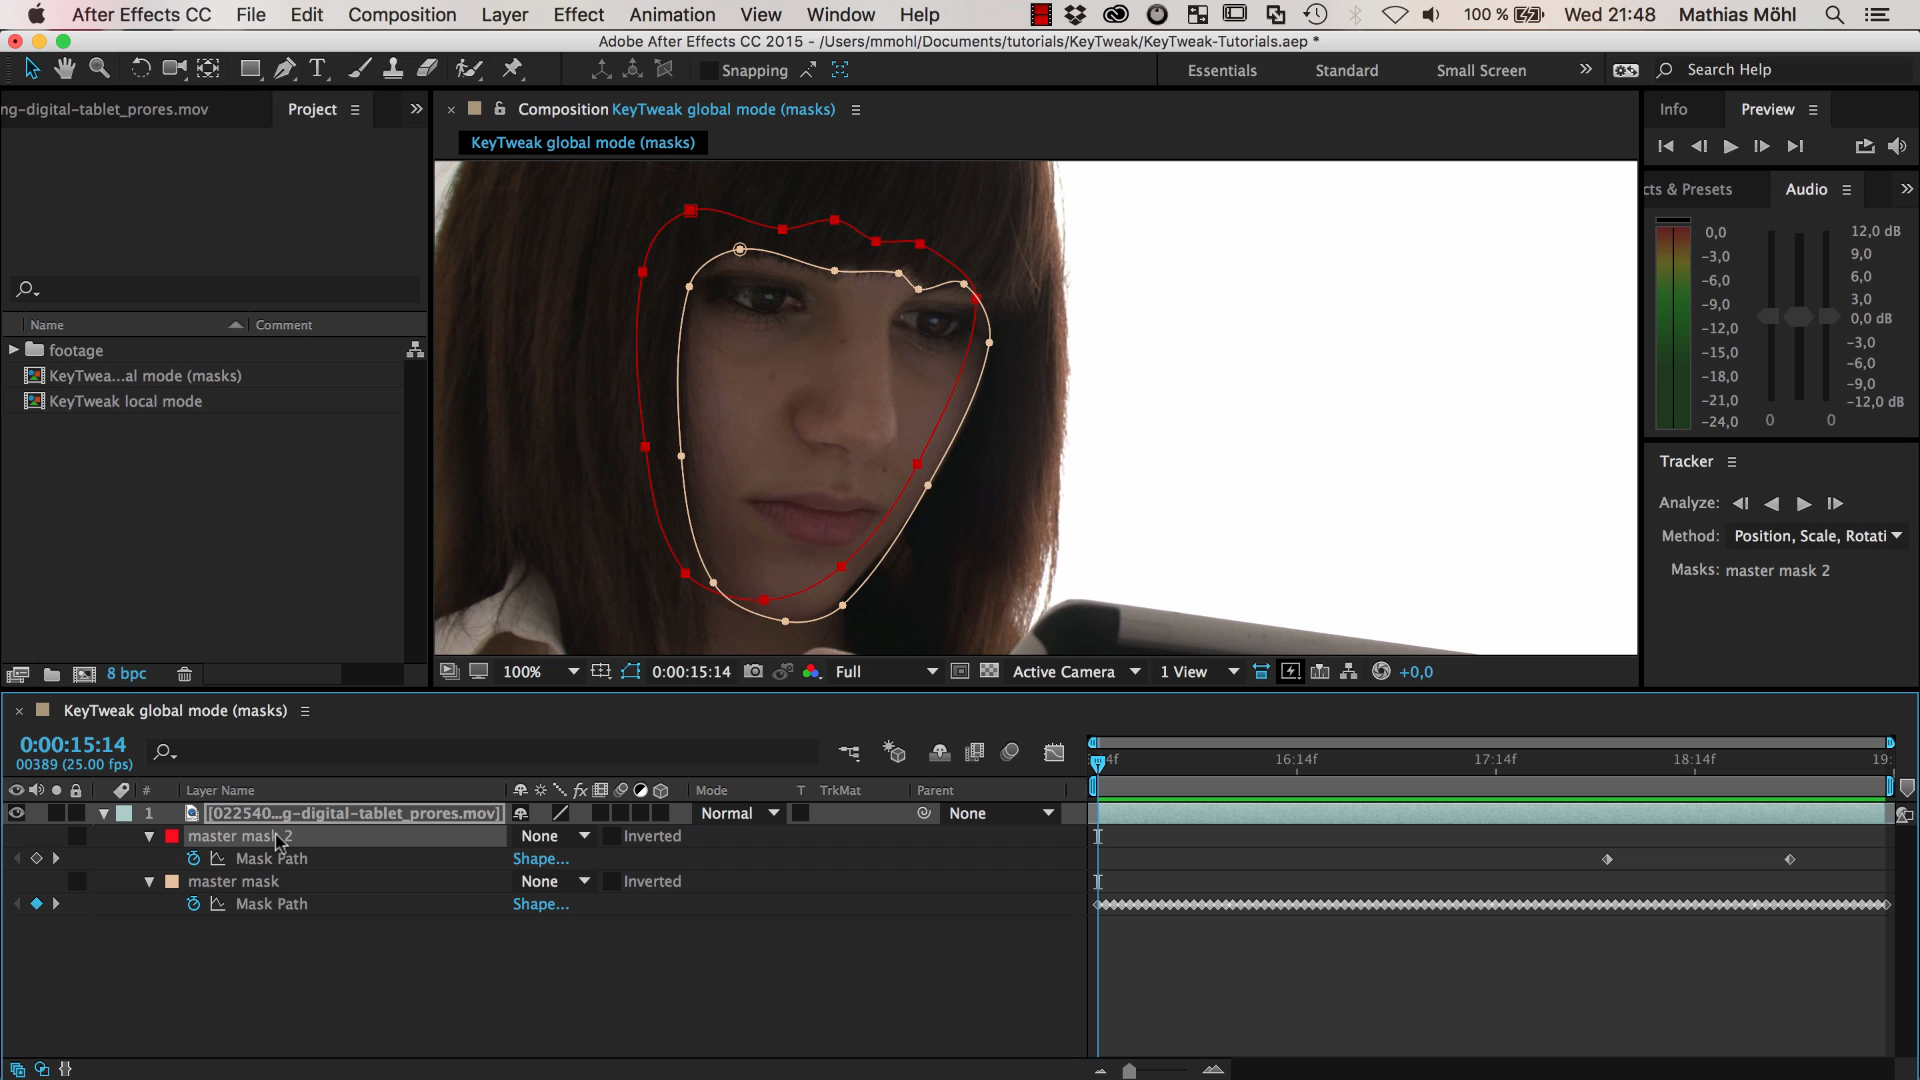 After Effects CC File Edit Composition Layer Effect Animation View Window Help 100 % Wed 21:48 Mathias Möhl
Adobe After Effects CC 2015 - /Users/mmohl/Documents/tutorials/KeyTweak/KeyTweak-Tutorials.aep *
T Snapping Essentials Standard Small Screen » Search Help
ng-digital-tablet_prores.mov Project » × Composition KeyTweak global mode (masks) Info Preview
KeyTweak global mode (masks)
cts & Presets Audio »
0,0 12,0 dB
-3,0 9,0
-6,0 6,0
-9,0 3,0
-12,0 0,0 dB
-15,0 -3,0
-18,0 -6,0
-21,0 -9,0
-24,0 -12,0 dB
0 0
Name Comment
footage
KeyTwea...al mode (masks)
KeyTweak local mode
Tracker
Analyze:
Method: Position, Scale, Rotati
Masks: master mask 2
8 bpc 100% 0:00:15:14 Full Active Camera 1 View +0,0
× KeyTweak global mode (masks)
0:00:15:14
00389 (25.00 fps)
4f 16:14f 17:14f 18:14f 19:
# Layer Name fx Mode T TrkMat Parent
1 [022540...g-digital-tablet_prores.mov] Normal None
master mask 2 None Inverted
Mask Path Shape...
master mask None Inverted
Mask Path Shape...